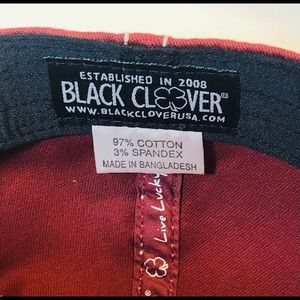 ESTABLISHED IN 2008
BLACK CLOVER®
WWW.BLACKCLOVERUSA.COM
97% COTTON
3% SPANDEX
MADE IN BANGLADESH
Live Lucky
®